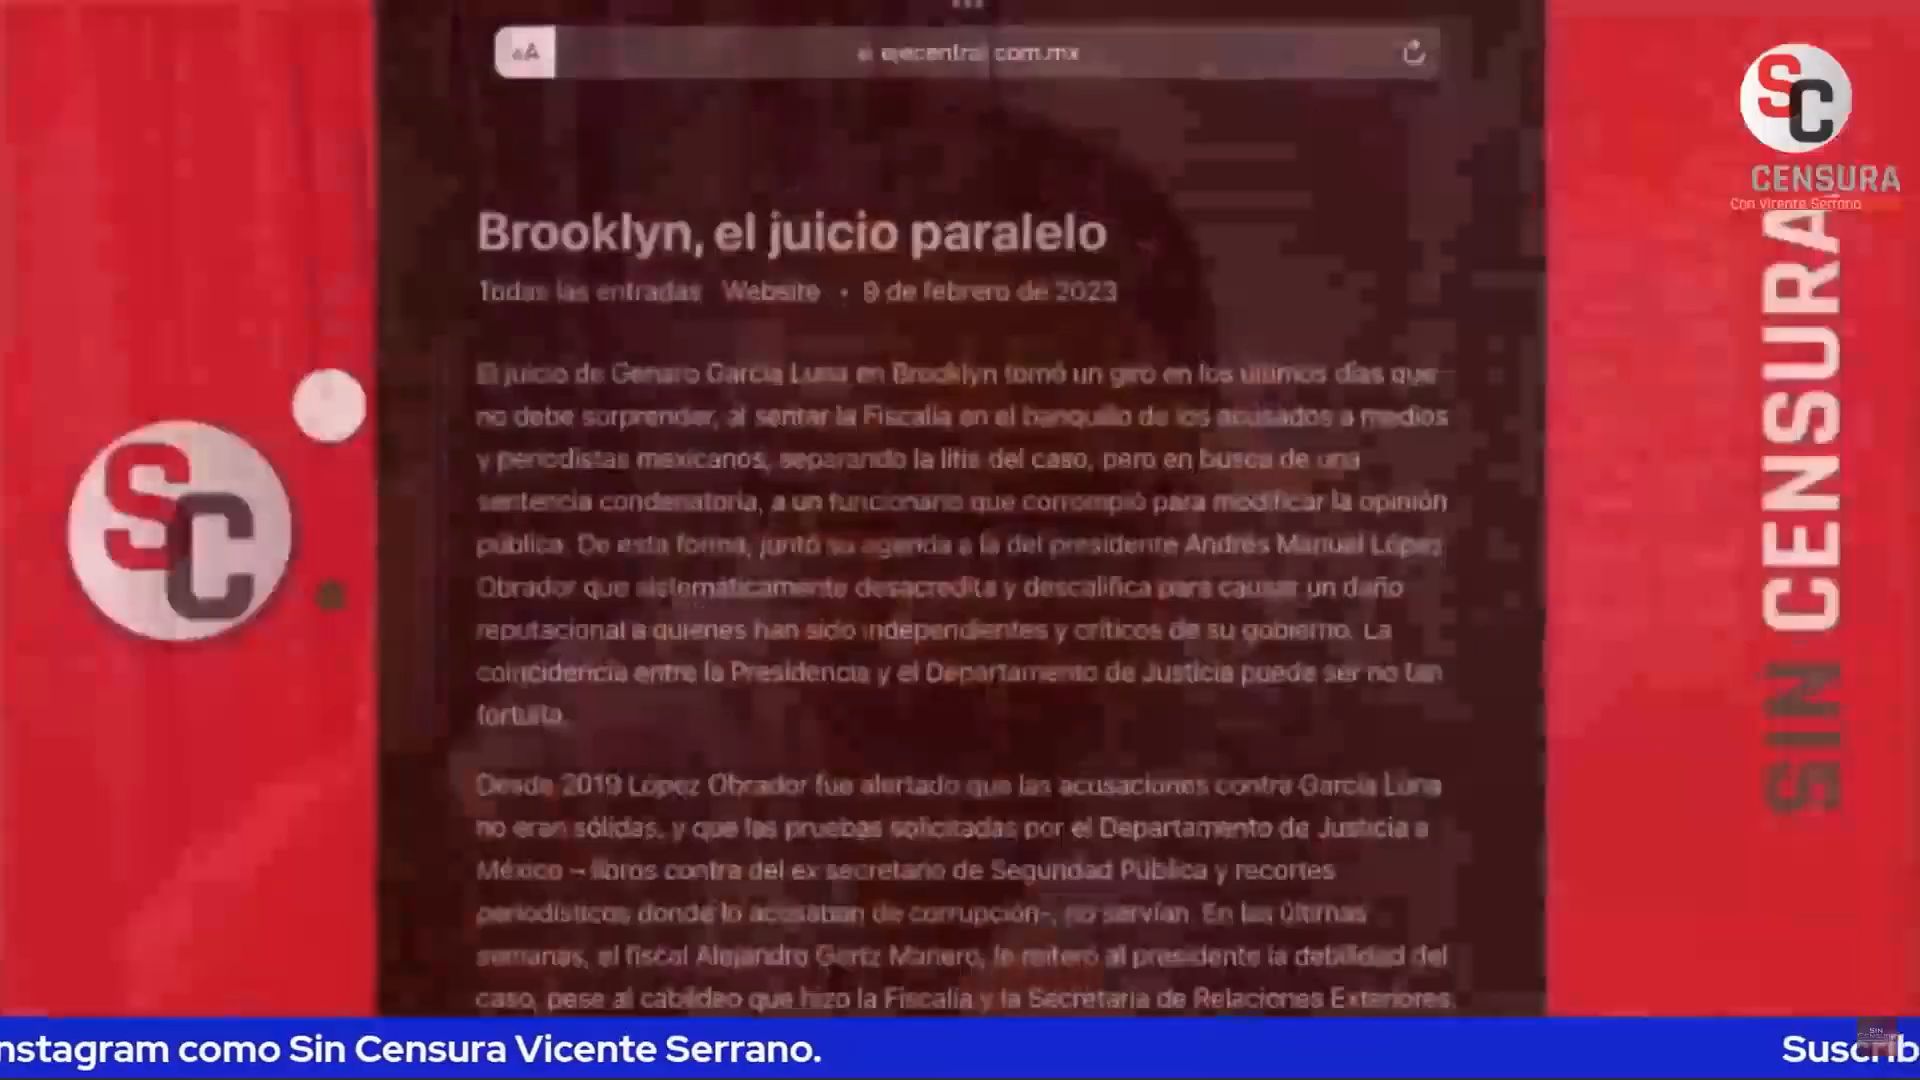 AA
ejecentral.com.mx
Brooklyn, el juicio paralelo
Todas las entradas Website • 9 de febrero de 2023
El juicio de Genaro García Luna en Brooklyn tomó un giro en los últimos días que
no debe surprender, al sentar la Fiscalía en el banquillo de los acusados a medios
y periodistas mexicanos, separando la litis del caso, pero en busca de una
sentencia condenatoria, a un funcionario que corrompió para modificar la opinión
pública. De esta forma, juntó su agenda a la del presidente Andrés Manuel López
Obrador que sistemáticamente desacredita y descalifica para causar un daño
reputacional a quienes han sido independientes y críticos de su gobierno. La
coincidencia entre la Presidencia y el Departamento de Justicia puede ser no tan
fortuita.
Desde 2019 López Obrador fue alertado que las acusaciones contra García Luna
no eran sólidas, y que las pruebas solicitadas por el Departamento de Justicia a
México – libros contra del ex secretario de Seguridad Pública y recortes
periodísticos donde lo acusaban de corrupción-, no servían. En las últimas
semanas, el fiscal Alejandro Gertz Manero, le reiteró al presidente la debilidad del
caso, pese al cabildeo que hizo la Fiscalía y la Secretaría de Relaciones Exteriores
SC
SC
CENSURA
Con Vicente Serrano
SIN CENSURA
nstagram como Sin Censura Vicente Serrano.
Suscrib